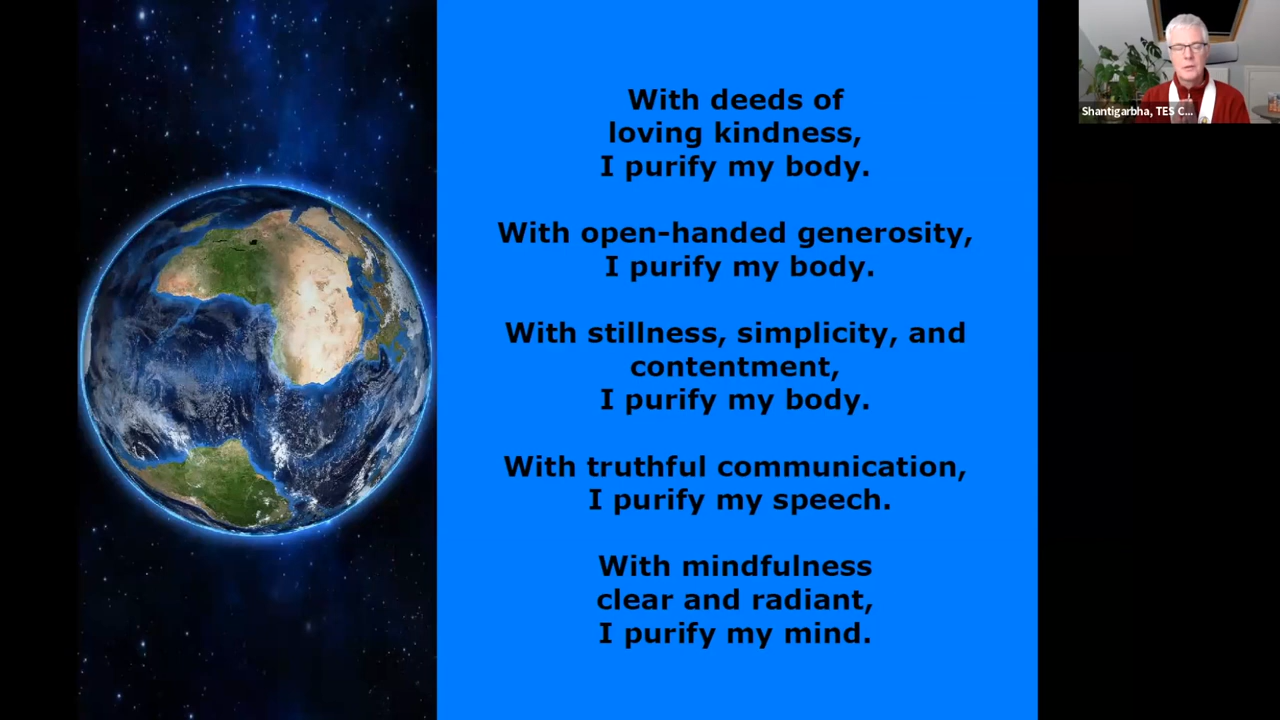 With deeds of
loving kindness,
I purify my body.
With open-handed generosity,
I purify my body.
With stillness, simplicity, and
contentment,
I purify my body.
With truthful communication,
I purify my speech.
With mindfulness
clear and radiant,
I purify my mind.
Shantigarbha, TES C...